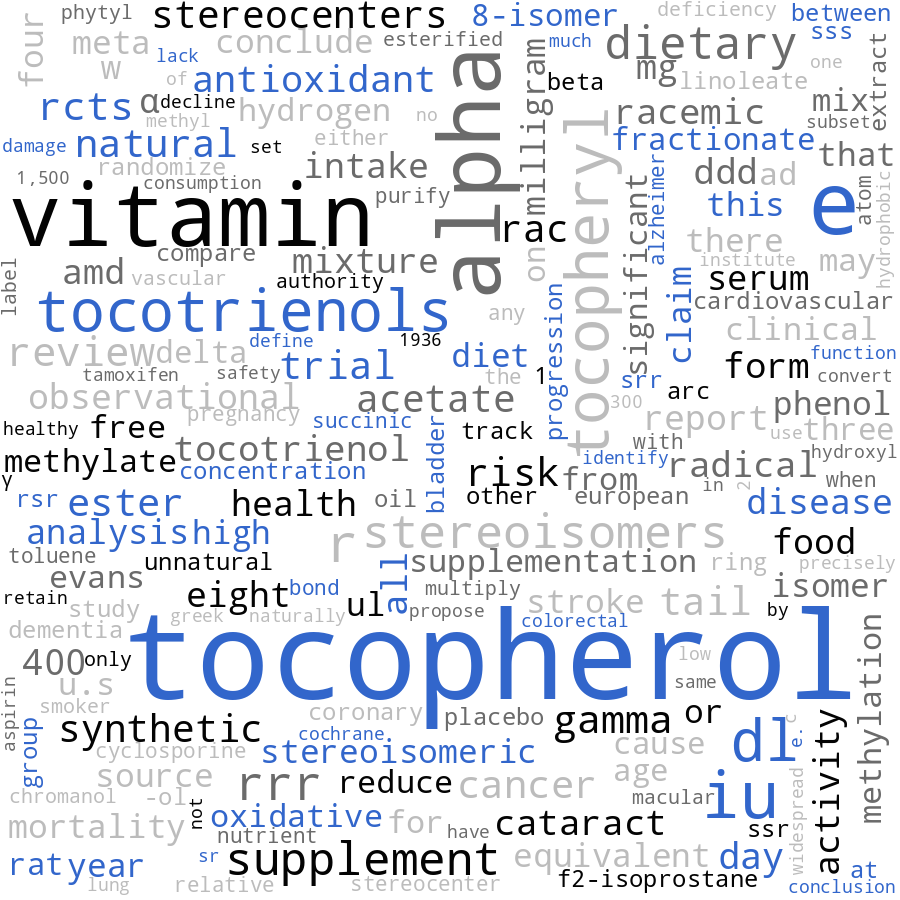 phytyl
stereocenters
8-isomer
deficiency
between
four
meta
conclude
esterified
much
dietary
sss
w
lack
of
antioxidant
alpha
milligram
beta
mg
linoleate
one
extract
rcts
α
decline
hydrogen
no
tocopheryl
racemic
mix
subset
methyl
damage
natural
set
either
fractionate
that
randomize
intake
ddd
ad
atom
hydrophobic
1,500
consumption
purify
alzheimer
significant
this
e
vitamin
rac
on
there
compare
mixture
institute
may
label
amd
vascular
authority
claim
serum
cardiovascular
tocotrienols
any
progression
clinical
define
1936
review
delta
trial
diet
form
function
tamoxifen
safety
the
1
srr
arc
convert
observational
acetate
300
report
phenol
pregnancy
healthy
free
succinic
bladder
track
with
use
three
tocotrienol
identify
hydroxyl
methylate
concentration
risk
from
radical
γ
in
2
when
rsr
ester
health
oil
other
european
disease
analysis
high
r
stereoisomers
food
toluene
unnatural
all
supplementation
ring
precisely
evans
bond
multiply
isomer
retain
study
eight
ul
propose
stroke
tail
by
greek
naturally
colorectal
dementia
tocopherol
methylation
400
only
low
same
u.s
aspirin
smoker
coronary
placebo
gamma
or
group
synthetic
cochrane
dl
e.
c
activity
cyclosporine
stereoisomeric
cause
source
rrr
reduce
cancer
age
iu
widespread
chromanol
-ol
not
macular
mortality
oxidative
for
have
cataract
ssr
nutrient
rat
year
sr
supplement
equivalent
day
at
lung
relative
stereocenter
f2-isoprostane
conclusion